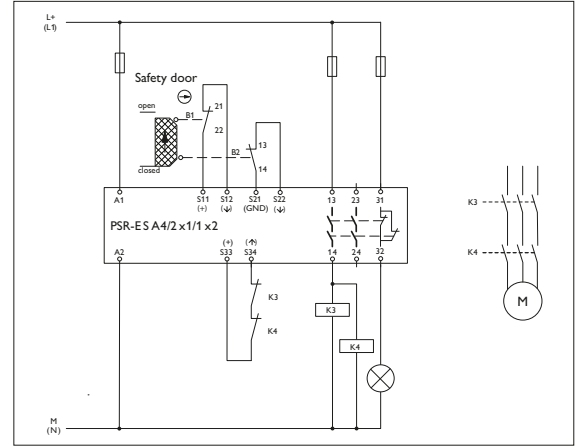 L+
(L1)
Safety door
open
closed
B1
21
22
B2
13
14
A1
S11
(+)
S12
(↓)
S21
(GND)
S22
(↓)
13
23
31
PSR-ES A4/2 x1/1 x2
A2
(+)
S33
(↑)
S34
14
24
32
K3
K4
K3
K4
K3
K4
M
M
(N)